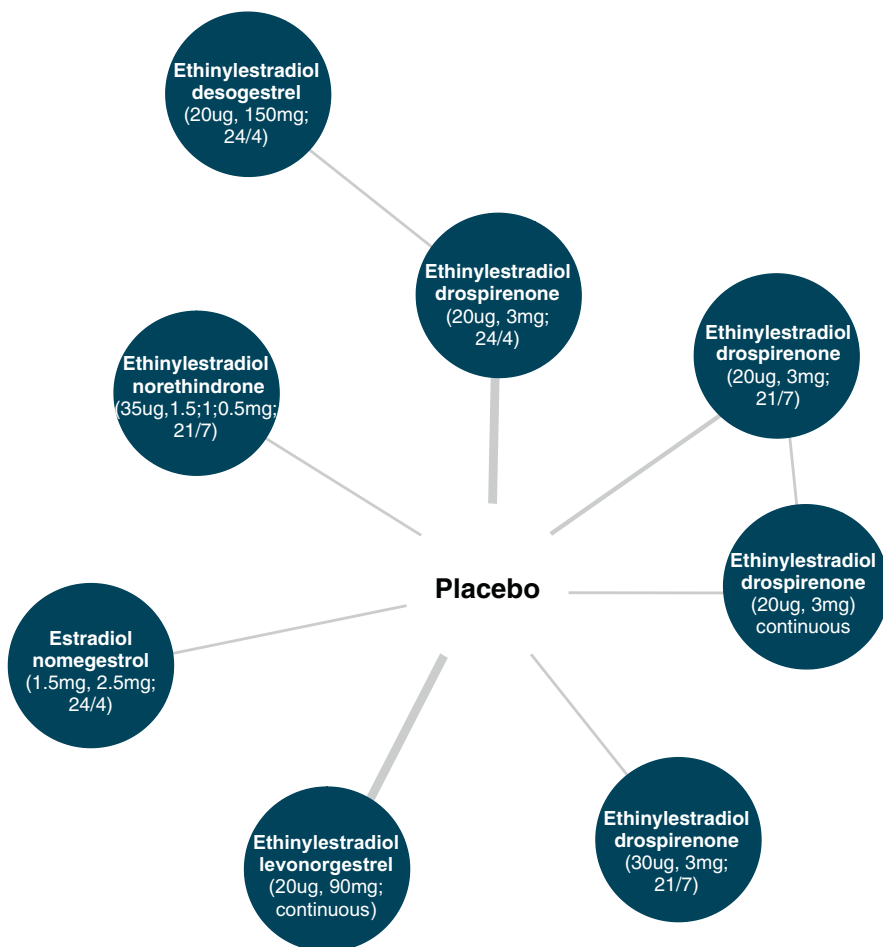 Ethinylestradiol
desogestrel
(20ug, 150mg;
24/4)
Ethinylestradiol
drospirenone
(20ug, 3mg;
24/4)
Ethinylestradiol
drospirenone
(20ug, 3mg;
21/7)
Ethinylestradiol
norethindrone
(35ug,1.5;1;0.5mg;
21/7)
Ethinylestradiol
drospirenone
(20ug, 3mg)
continuous
Placebo
Estradiol
nomegestrol
(1.5mg, 2.5mg;
24/4)
Ethinylestradiol
drospirenone
(30ug, 3mg;
21/7)
Ethinylestradiol
levonorgestrel
(20ug, 90mg;
continuous)